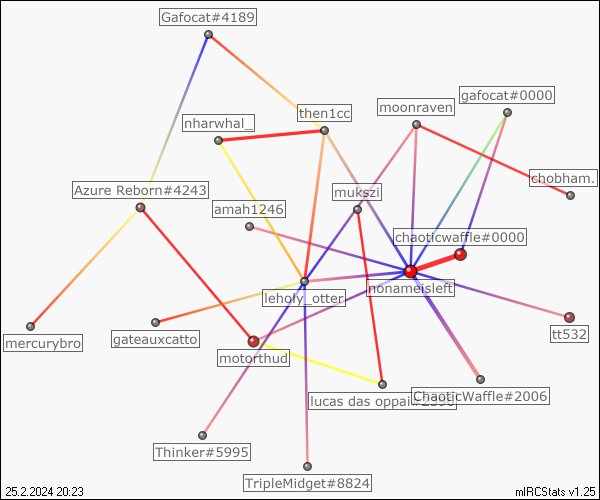 Gafocat#4189
gafocat#0000
moonraven
then1cc
nharwhal_
chobham.
Azure Reborn#4243
mukszi
amah1246
chaoticwaffle#0000
nonameisleft
leholy_otter
tt532
mercurybro
gateauxcatto
motorthud
ChaoticWaffle#2006
lucas das oppai
Thinker#5995
TripleMidget#8824
25.2.2024 20:23
mIRCStats v1.25